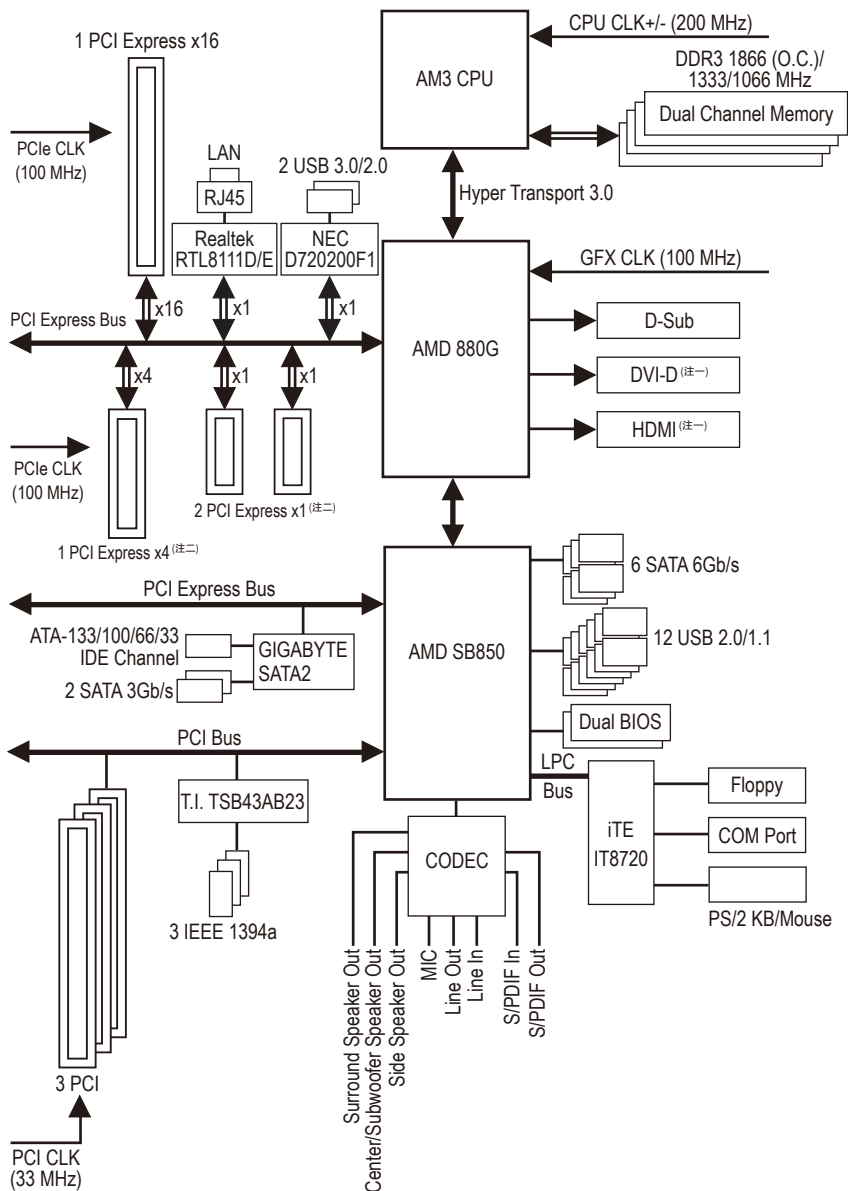 1 PCI Express x16
CPU CLK+/- (200 MHz)
AM3 CPU
DDR3 1866 (O.C.)/
1333/1066 MHz
Dual Channel Memory
PCIe CLK
(100 MHz)
LAN
RJ45
2 USB 3.0/2.0
Hyper Transport 3.0
Realtek
RTL8111D/E
NEC
D720200F1
GFX CLK (100 MHz)
x16
x1
x1
PCI Express Bus
AMD 880G
D-Sub
DVI-D (注一)
HDMI (注一)
x4
x1
x1
PCIe CLK
(100 MHz)
2 PCI Express x1 (注二)
1 PCI Express x4 (注二)
PCI Express Bus
AMD SB850
6 SATA 6Gb/s
ATA-133/100/66/33
IDE Channel
GIGABYTE
SATA2
2 SATA 3Gb/s
12 USB 2.0/1.1
Dual BIOS
PCI Bus
LPC
Bus
T.I. TSB43AB23
iTE
IT8720
Floppy
COM Port
PS/2 KB/Mouse
CODEC
3 IEEE 1394a
Surround Speaker Out
Center/Subwoofer Speaker Out
Side Speaker Out
MIC
Line Out
Line In
S/PDIF In
S/PDIF Out
3 PCI
PCI CLK
(33 MHz)